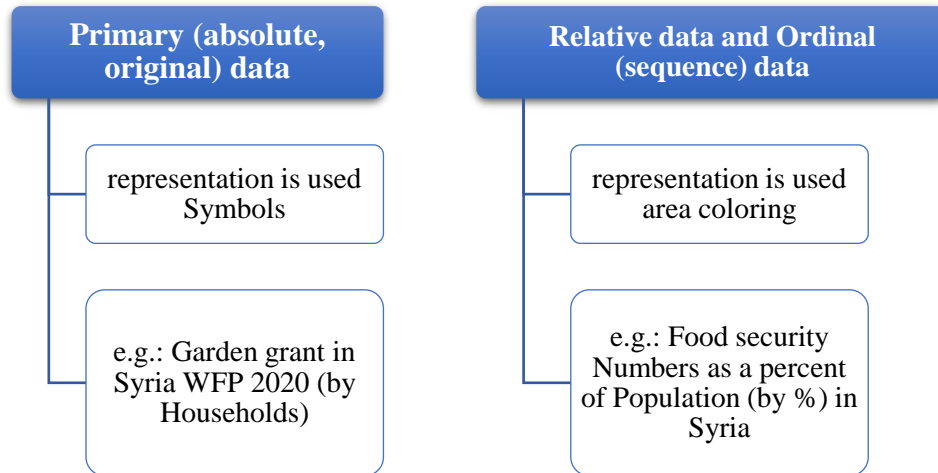 Primary (absolute,
original) data
representation is used
Symbols
e.g.: Garden grant in
Syria WFP 2020 (by
Households)
Relative data and Ordinal
(sequence) data
representation is used
area coloring
e.g.: Food security
Numbers as a percent
of Population (by %) in
Syria